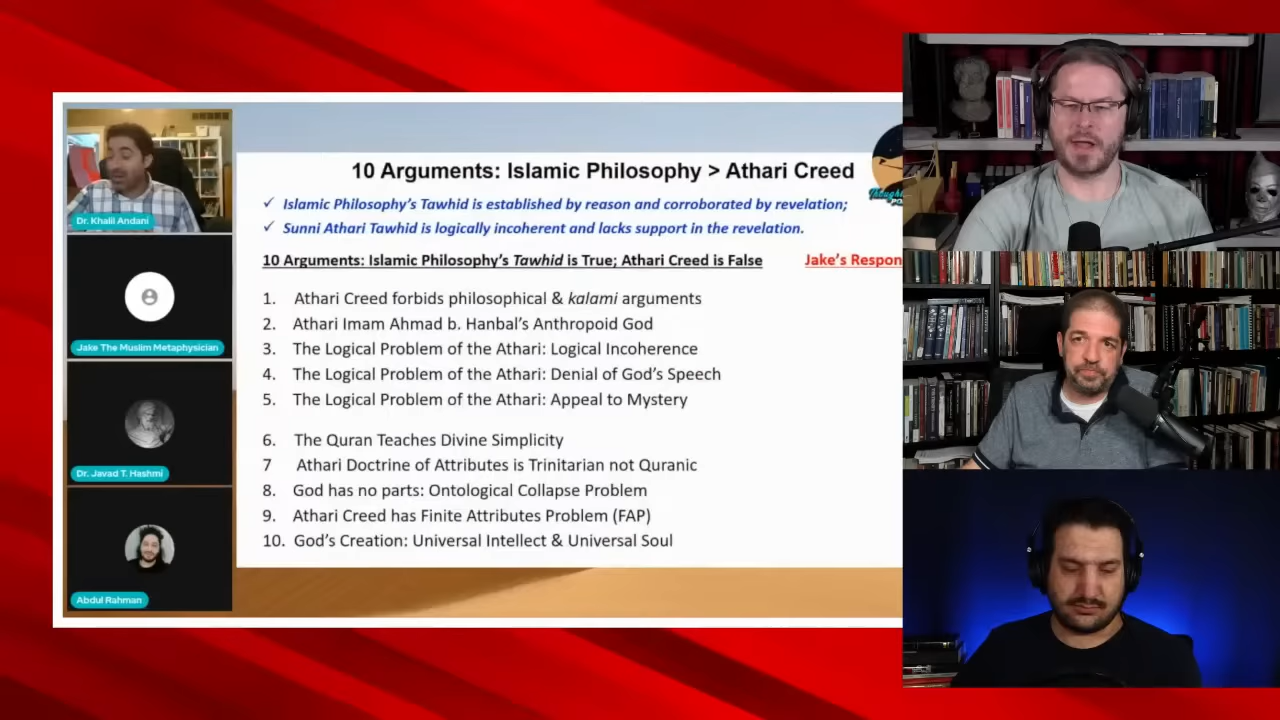 10 Arguments: Islamic Philosophy > Athari Creed
✓ Islamic Philosophy's Tawhid is established by reason and corroborated by revelation;
✓ Sunni Athari Tawhid is logically incoherent and lacks support in the revelation.
10 Arguments: Islamic Philosophy's Tawhid is True; Athari Creed is False
Jake's Respon
1. Athari Creed forbids philosophical & kalami arguments
2. Athari Imam Ahmad b. Hanbal's Anthropoid God
3. The Logical Problem of the Athari: Logical Incoherence
4. The Logical Problem of the Athari: Denial of God's Speech
5. The Logical Problem of the Athari: Appeal to Mystery
6. The Quran Teaches Divine Simplicity
7 Athari Doctrine of Attributes is Trinitarian not Quranic
8. God has no parts: Ontological Collapse Problem
9. Athari Creed has Finite Attributes Problem (FAP)
10. God's Creation: Universal Intellect & Universal Soul
Dr. Khalil Andani
Jake The Muslim Metaphysician
Dr. Javad T. Hashmi
Abdul Rahman